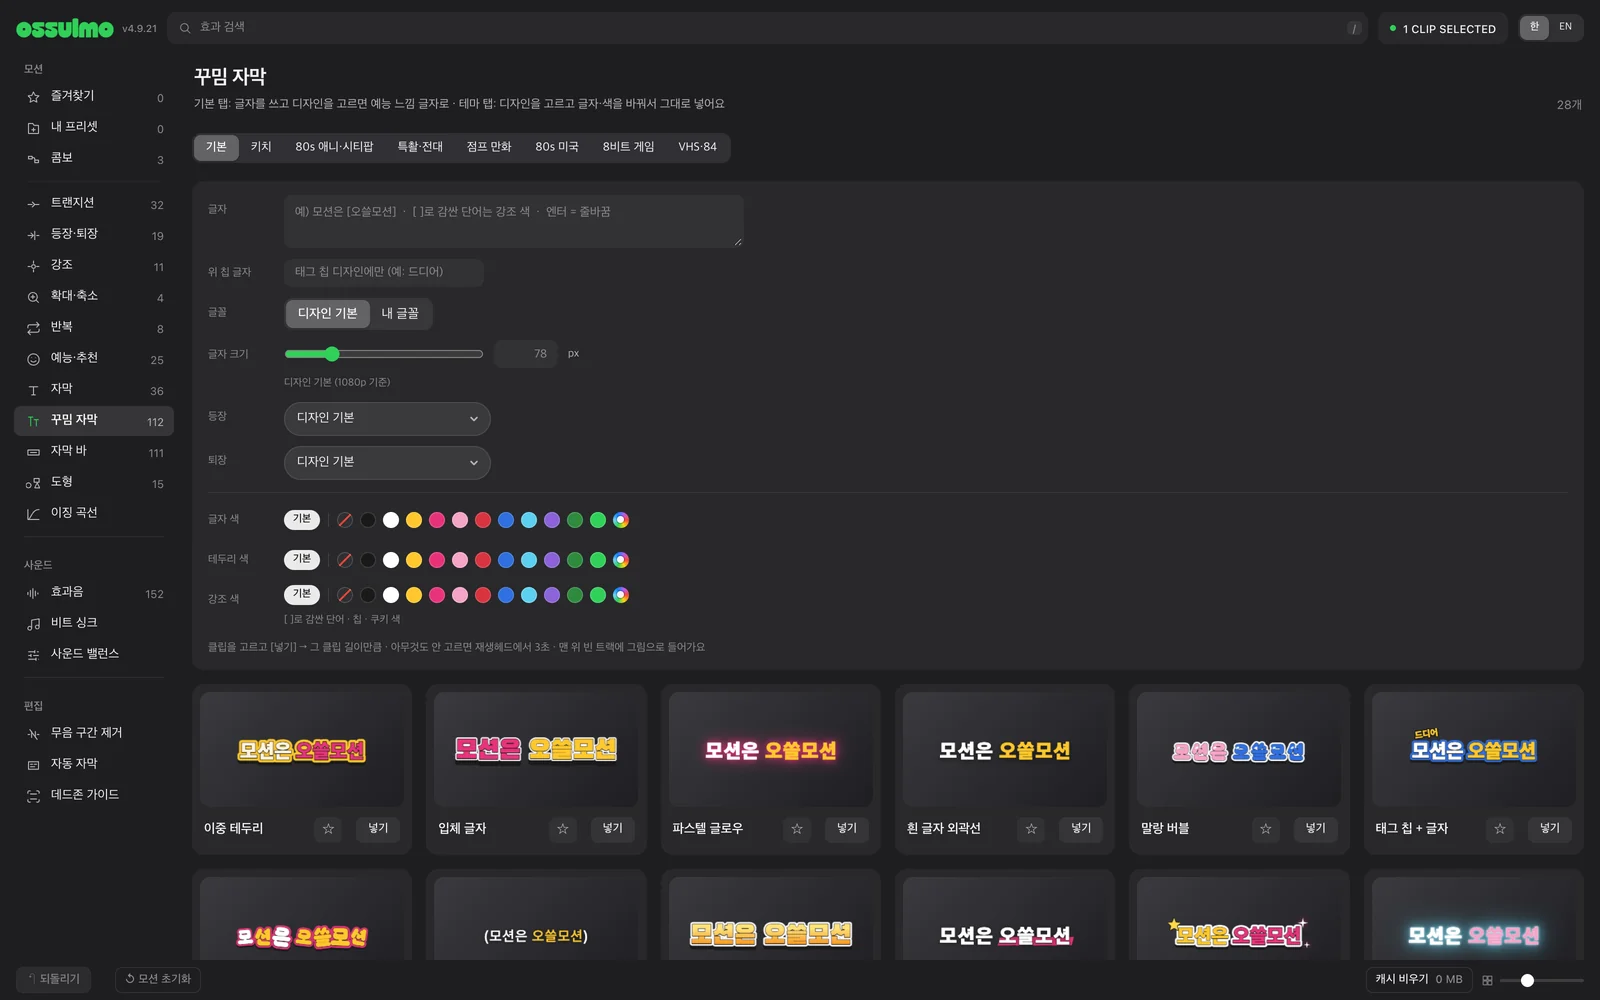 ossulmo v4.9.21
효과 검색 /
1 CLIP SELECTED
한 EN
모션
즐겨찾기 0
내 프리셋 0
콤보 3
트랜지션 32
등장·퇴장 19
강조 11
확대·축소 4
반복 8
예능·추천 25
자막 36
꾸밈 자막 112
자막 바 111
도형 15
이징 곡선
사운드
효과음 152
비트 싱크
사운드 밸런스
편집
무음 구간 제거
자동 자막
데드존 가이드
꾸밈 자막
기본 탭: 글자를 쓰고 디자인을 고르면 예능 느낌 글자로 · 테마 탭: 디자인을 고르고 글자·색을 바꿔서 그대로 넣어요
28개
기본 키치 80s 애니·시티팝 특촬·전대 점프 만화 80s 미국 8비트 게임 VHS·84
글자
예) 모션은 [오쓸모션] · [ ]로 감싼 단어는 강조 색 · 엔터 = 줄바꿈
위 칩 글자 태그 칩 디자인에만 (예: 드디어)
글꼴 디자인 기본 내 글꼴
글자 크기 78 px
디자인 기본 (1080p 기준)
등장 디자인 기본
퇴장 디자인 기본
글자 색 기본
테두리 색 기본
강조 색 기본
[ ]로 감싼 단어 · 칩 · 쿠키 색
클립을 고르고 [넣기] → 그 클립 길이만큼 · 아무것도 안 고르면 재생헤드에서 3초 · 맨 위 빈 트랙에 그림으로 들어가요
모션은 오쓸모션
이중 테두리 ☆ 넣기
모션은 오쓸모션
입체 글자 ☆ 넣기
모션은 오쓸모션
파스텔 글로우 ☆ 넣기
모션은 오쓸모션
흰 글자 외곽선 ☆ 넣기
모션은 오쓸모션
말랑 버블 ☆ 넣기
드디어
모션은 오쓸모션
태그 칩 + 글자 ☆ 넣기
모션은 오쓸모션
(모션은 오쓸모션)
모션은 오쓸모션
모션은 오쓸모션
모션은 오쓸모션
모션은 오쓸모션
되돌리기
모션 초기화
캐시 비우기 0 MB